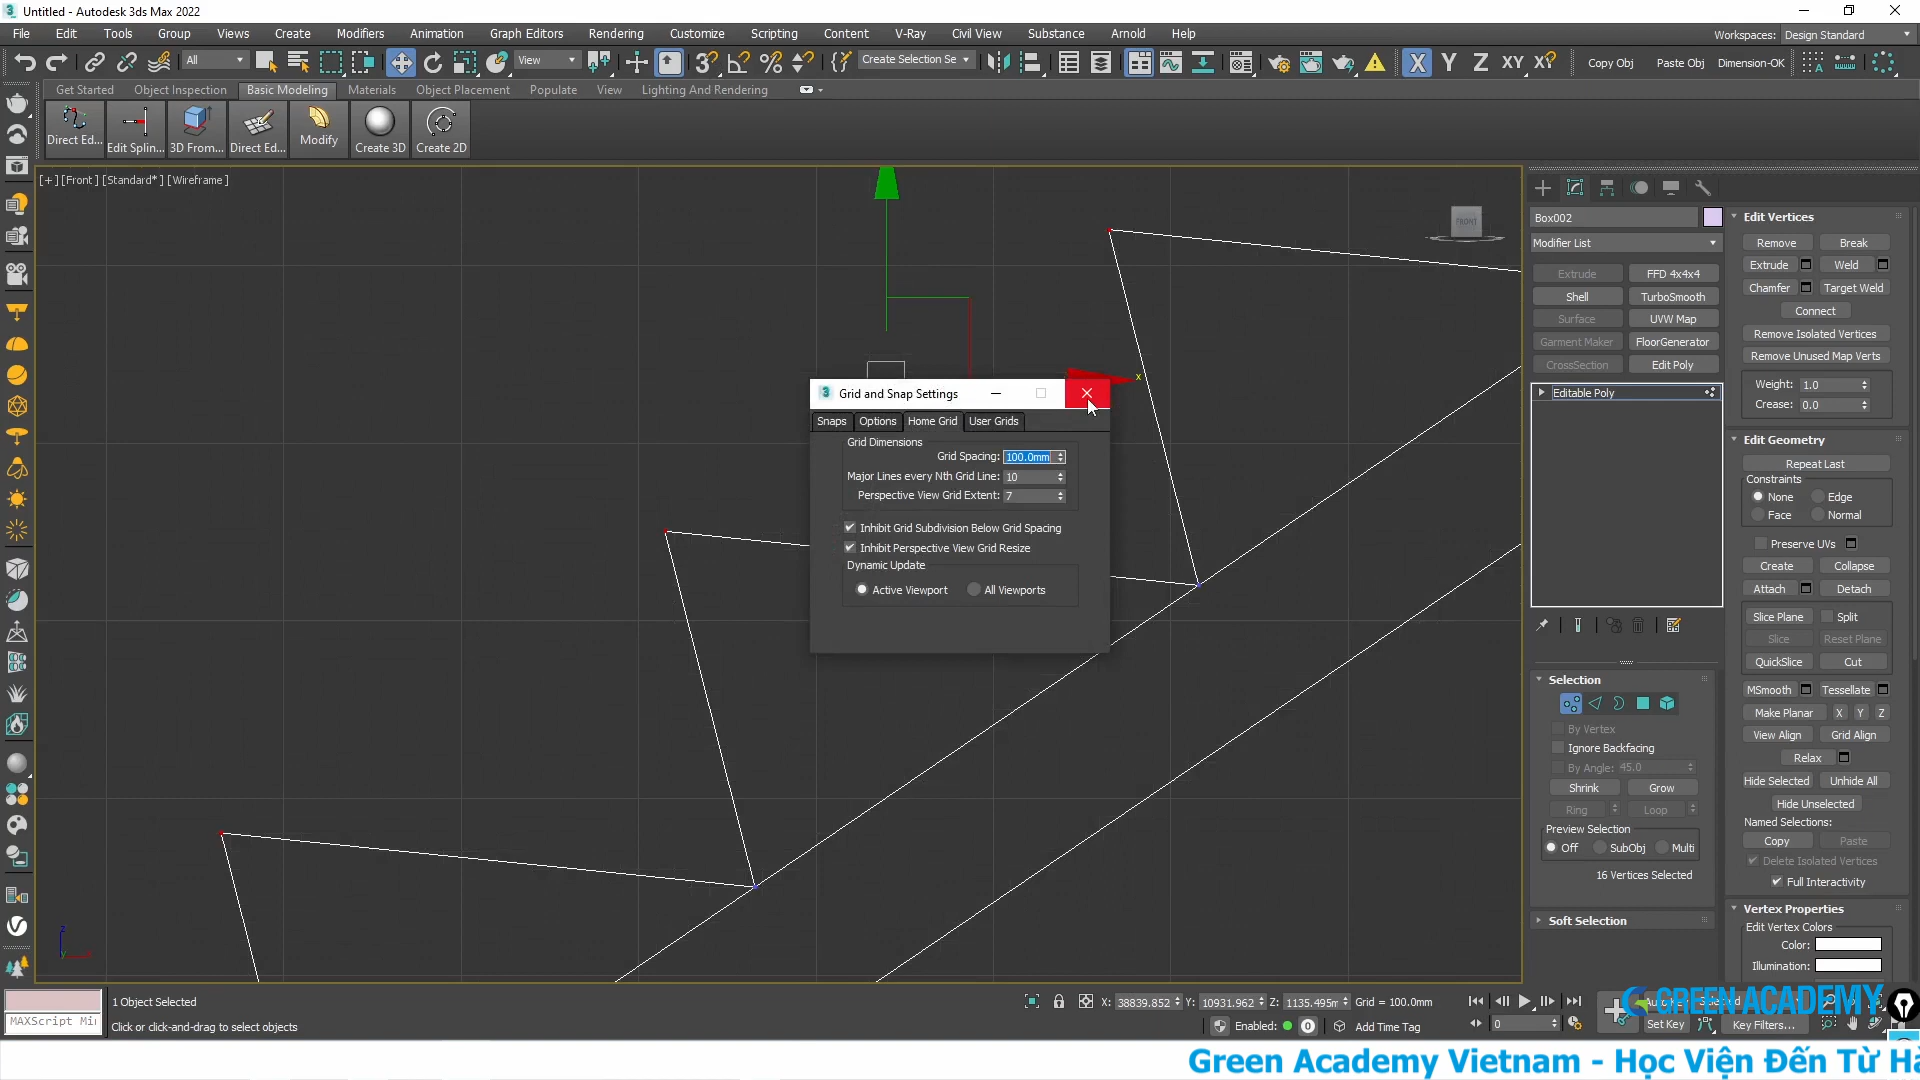 Untitled - Autodesk 3ds Max 2022
File Edit Tools Group Views Create Modifiers Animation Graph Editors Rendering Customize Scripting Content V-Ray Civil View Substance Arnold Help
Workspaces: Design Standard
All View Create Selection Se X Y Z XY Copy Obj Paste Obj Dimension-OK
Get Started Object Inspection Basic Modeling Materials Object Placement Populate View Lighting And Rendering
Direct Ed... Edit Splin... 3D From... Direct Ed... Modify Create 3D Create 2D
[+] [Front] [Standard*] [Wireframe]
FRONT
x
Grid and Snap Settings
Snaps Options Home Grid User Grids
Grid Dimensions
Grid Spacing: 100.0mm
Major Lines every Nth Grid Line: 10
Perspective View Grid Extent: 7
Inhibit Grid Subdivision Below Grid Spacing
Inhibit Perspective View Grid Resize
Dynamic Update
Active Viewport All Viewports
Box002
Modifier List
Extrude FFD 4x4x4
Shell TurboSmooth
Surface UVW Map
Garment Maker FloorGenerator
CrossSection Edit Poly
Editable Poly
Selection
By Vertex
Ignore Backfacing
By Angle: 45.0
Shrink Grow
Ring Loop
Preview Selection
Off SubObj Multi
16 Vertices Selected
Soft Selection
Edit Vertices
Remove Break
Extrude Weld
Chamfer Target Weld
Connect
Remove Isolated Vertices
Remove Unused Map Verts
Weight: 1.0
Crease: 0.0
Edit Geometry
Repeat Last
Constraints
None Edge
Face Normal
Preserve UVs
Create Collapse
Attach Detach
Slice Plane Split
Slice Reset Plane
QuickSlice Cut
MSmooth Tessellate
Make Planar X Y Z
View Align Grid Align
Relax
Hide Selected Unhide All
Hide Unselected
Named Selections:
Copy Paste
Delete Isolated Vertices
Full Interactivity
Vertex Properties
Edit Vertex Colors
Color:
Illumination:
z
1 Object Selected
X: 38839.852 Y: 10931.962 Z: 1135.495m Grid = 100.0mm
MAXScript Mi
Click or click-and-drag to select objects
Enabled: 0 Add Time Tag
0
Set Key Key Filters...
GREEN ACADEMY
Green Academy Vietnam - Học Viện Đến Từ Hà